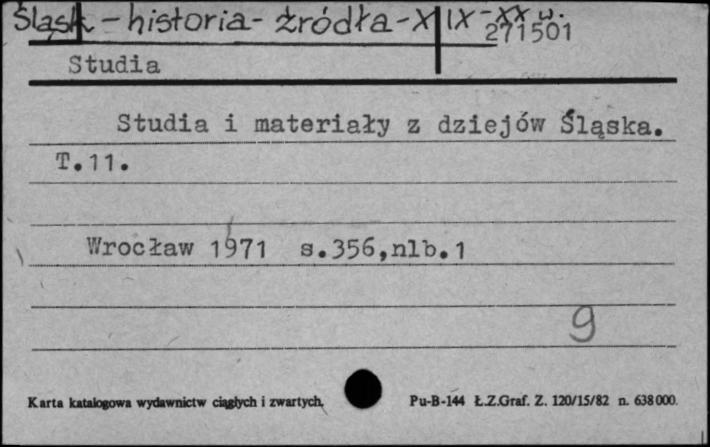 Śląsk - historia - źródła - XIX - XX w.
271501
Studia
Studia i materiały z dziejów Śląska.
T.11.
Wrocław 1971 s.356,nlb.1
9
Karta katalogowa wydawnictw ciągłych i zwartych. Pu-B-144 Ł.Z.Graf. Z. 120/15/82 n. 638000.